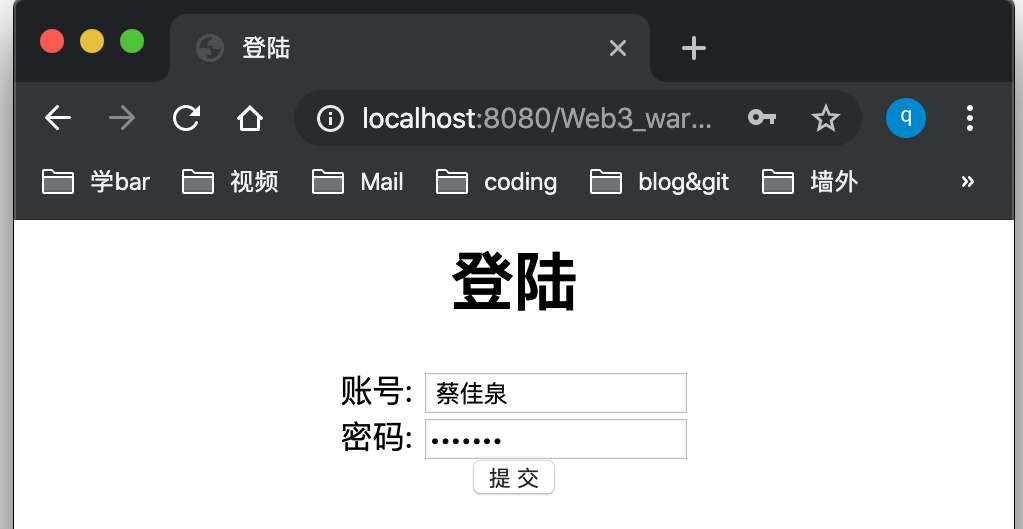 登陆
localhost:8080/Web3_war...
q
学bar 视频 Mail coding blog&git 墙外 »
登陆
账号: 蔡佳泉
密码: •••••••
提 交